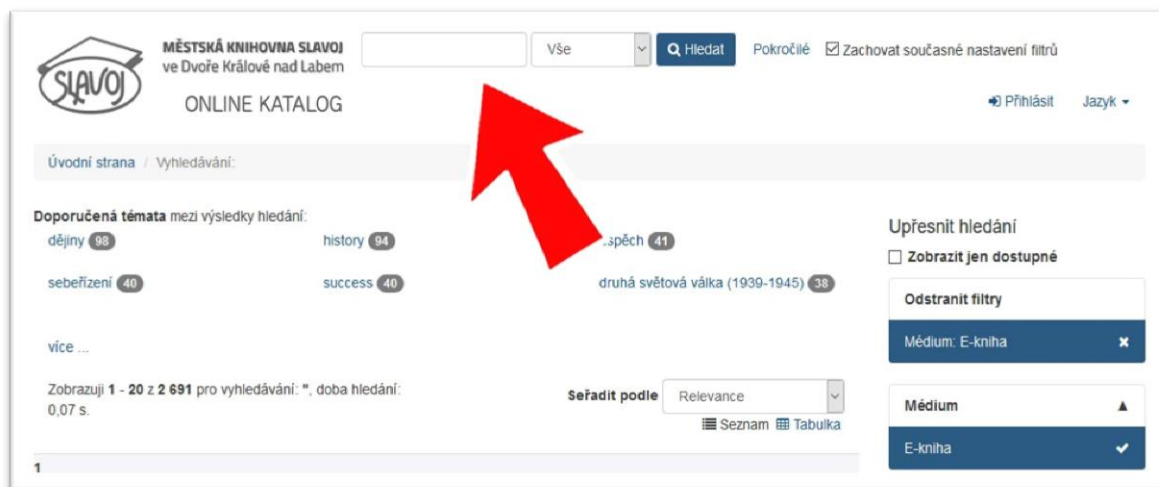 MĚSTSKÁ KNIHOVNA SLAVOJ
ve Dvoře Králové nad Labem
SLAVOJ
ONLINE KATALOG
Vše
Hledat
Pokročilé
Zachovat současné nastavení filtrů
Přihlásit
Jazyk
Úvodní strana / Vyhledávání:
Doporučená témata mezi výsledky hledání:
dějiny 98
history 94
spěch 41
sebeřízení 40
success 40
druhá světová válka (1939-1945) 38
více ...
Zobrazuji 1 - 20 z 2 691 pro vyhledávání: '', doba hledání:
0,07 s.
Seřadit podle
Relevance
Seznam
Tabulka
1
Upřesnit hledání
Zobrazit jen dostupné
Odstranit filtry
Médium: E-kniha
Médium
E-kniha